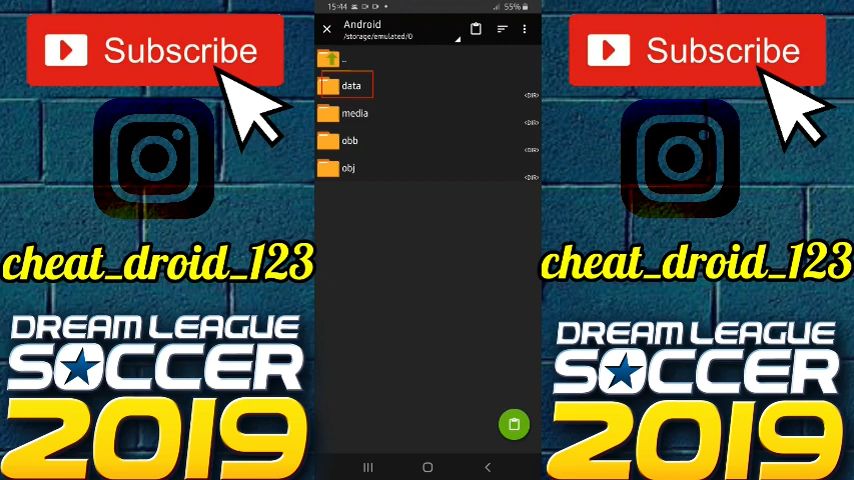 Subscribe
cheat_droid_123
DREAM LEAGUE
SOCCER
2019
15:44
55%
Android
/storage/emulated/0
..
data
<DIR>
media
<DIR>
obb
<DIR>
obj
<DIR>
Subscribe
cheat_droid_123
DREAM LEAGUE
SOCCER
2019